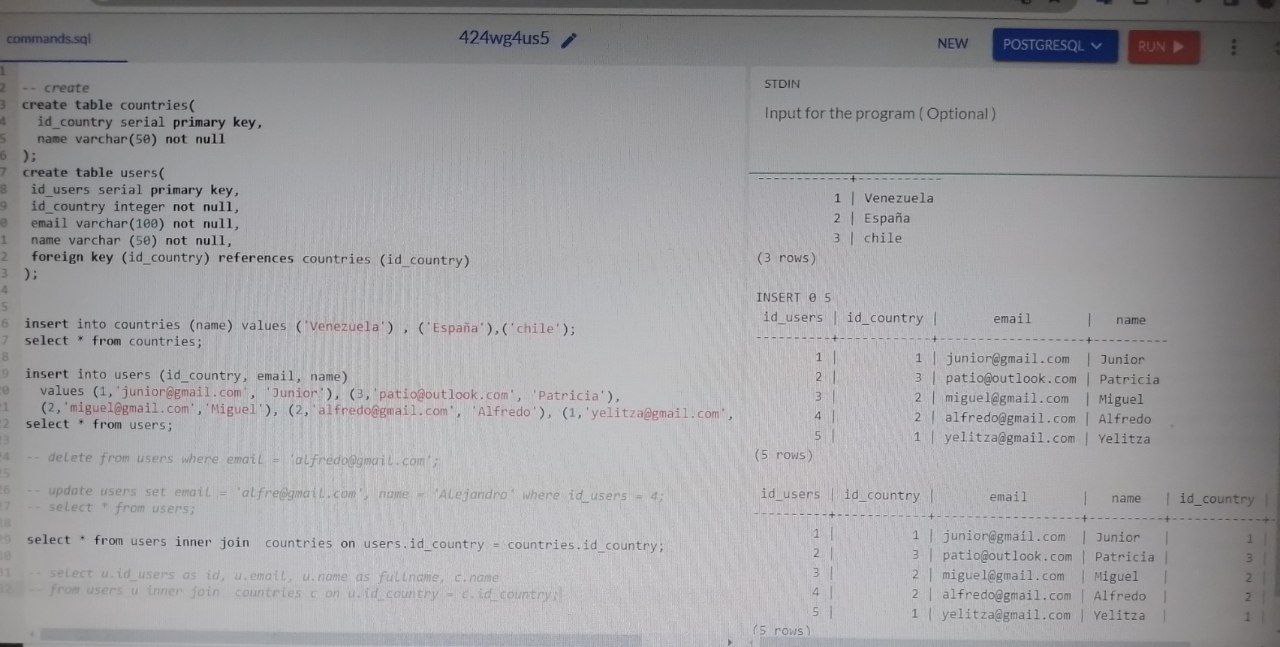 commands.sql
424wg4us5
NEW
POSTGRESQL
RUN
1
2 -- create
3 create table countries(
4 id_country serial primary key,
5 name varchar(50) not null
6 );
7 create table users(
8 id_users serial primary key,
9 id_country integer not null,
0 email varchar(100) not null,
1 name varchar (50) not null,
2 foreign key (id_country) references countries (id_country)
3 );
4
5
6 insert into countries (name) values ('Venezuela') , ('España'),('chile');
7 select * from countries;
8
9 insert into users (id_country, email, name)
0 values (1,'junior@gmail.com', 'Junior'), (3,'patio@outlook.com', 'Patricia'),
1 (2,'miguel@gmail.com','Miguel'), (2,'alfredo@gmail.com', 'Alfredo'), (1,'yelitza@gmail.com',
2 select * from users;
3
4 -- delete from users where email = 'alfredo@gmail.com';
5
6 -- update users set email = 'alfre@gmail.com', name = 'Alejandro' where id_users = 4;
7 -- select * from users;
8
9 select * from users inner join countries on users.id_country = countries.id_country;
0
1 -- select u.id_users as id, u.email, u.name as fullname, c.name
2 -- from users u inner join countries c on u.id_country = c.id_country;
STDIN
Input for the program ( Optional )
------------+-----------
1 | Venezuela
2 | España
3 | chile
(3 rows)
INSERT 0 5
id_users | id_country | email | name
----------+------------+-------------------+----------
1 | 1 | junior@gmail.com | Junior
2 | 3 | patio@outlook.com | Patricia
3 | 2 | miguel@gmail.com | Miguel
4 | 2 | alfredo@gmail.com | Alfredo
5 | 1 | yelitza@gmail.com | Yelitza
(5 rows)
id_users | id_country | email | name | id_country |
----------+------------+-------------------+----------+------------+
1 | 1 | junior@gmail.com | Junior | 1 |
2 | 3 | patio@outlook.com | Patricia | 3 |
3 | 2 | miguel@gmail.com | Miguel | 2 |
4 | 2 | alfredo@gmail.com | Alfredo | 2 |
5 | 1 | yelitza@gmail.com | Yelitza | 1 |
(5 rows)